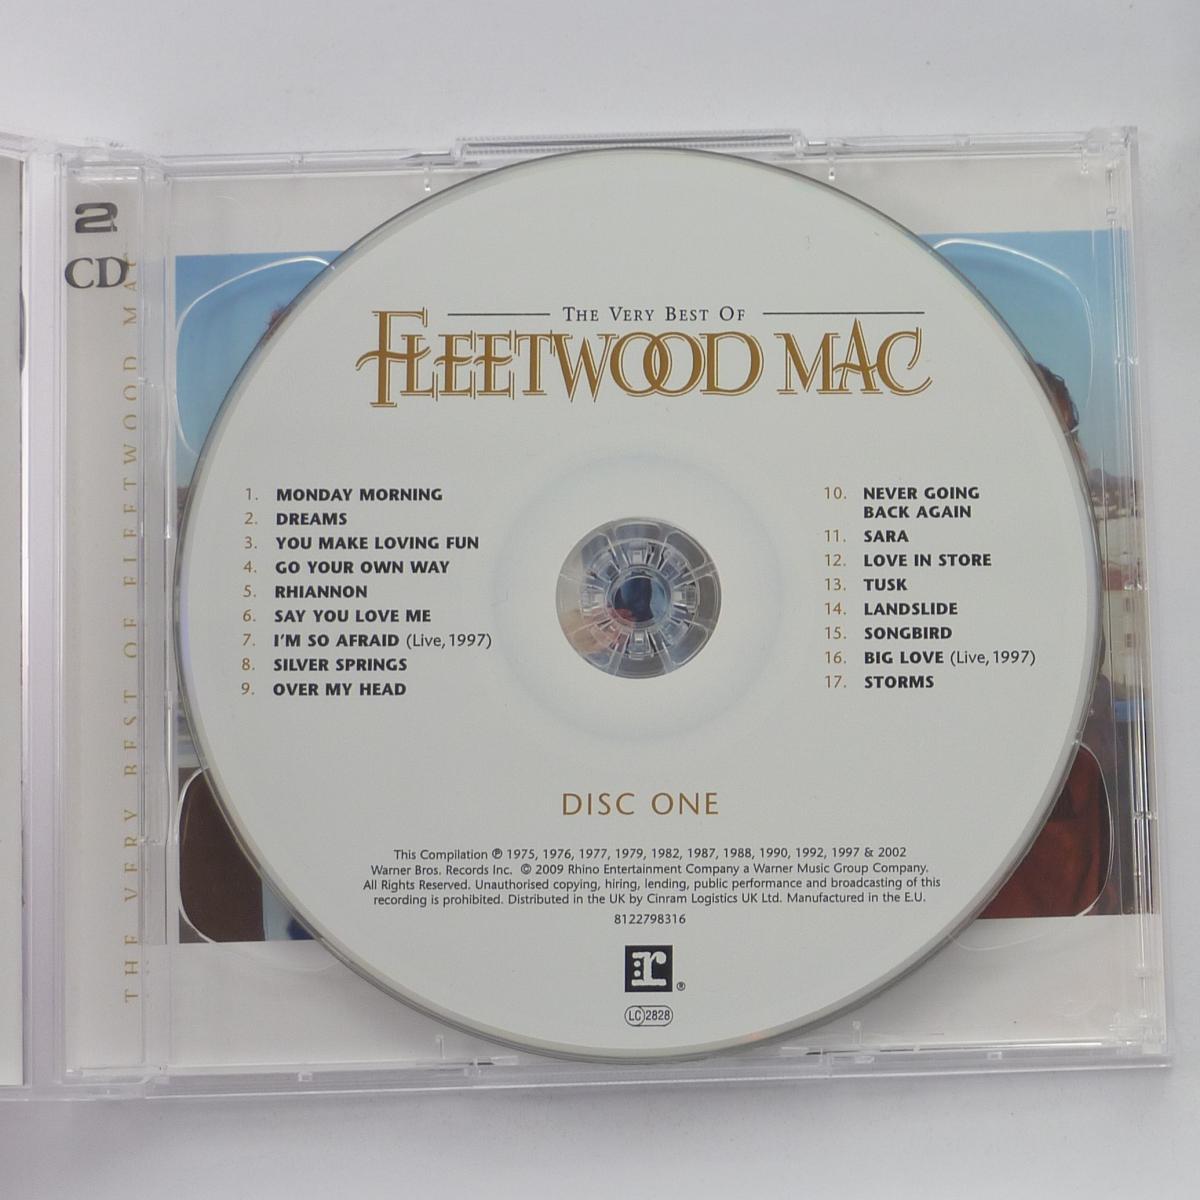 2
CD
THE VERY BEST OF FLEETWOOD MAC
THE VERY BEST OF
FLEETWOOD MAC
1. MONDAY MORNING
2. DREAMS
3. YOU MAKE LOVING FUN
4. GO YOUR OWN WAY
5. RHIANNON
6. SAY YOU LOVE ME
7. I'M SO AFRAID (Live, 1997)
8. SILVER SPRINGS
9. OVER MY HEAD
10. NEVER GOING
BACK AGAIN
11. SARA
12. LOVE IN STORE
13. TUSK
14. LANDSLIDE
15. SONGBIRD
16. BIG LOVE (Live, 1997)
17. STORMS
DISC ONE
This Compilation ℗ 1975, 1976, 1977, 1979, 1982, 1987, 1988, 1990, 1992, 1997 & 2002
Warner Bros. Records Inc. © 2009 Rhino Entertainment Company a Warner Music Group Company.
All Rights Reserved. Unauthorised copying, hiring, lending, public performance and broadcasting of this
recording is prohibited. Distributed in the UK by Cinram Logistics UK Ltd. Manufactured in the E.U.
8122798316
:r ®
LC 2828